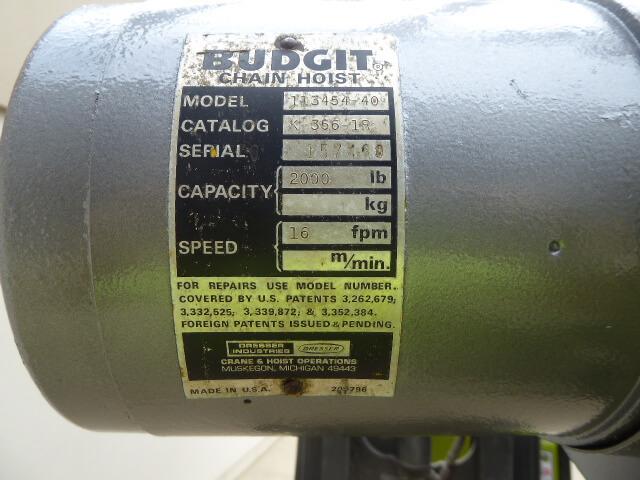 BUDGIT®
CHAIN HOIST
MODEL 113454-40
CATALOG K 366-1R
SERIAL
CAPACITY 2000 lb
kg
SPEED 16 fpm
m/min.
FOR REPAIRS USE MODEL NUMBER.
COVERED BY U.S. PATENTS 3,262,679;
3,332,525; 3,339,872; & 3,352,384.
FOREIGN PATENTS ISSUED & PENDING.
DRESSER
INDUSTRIES DRESSER
CRANE & HOIST OPERATIONS
MUSKEGON, MICHIGAN 49443
MADE IN U.S.A.